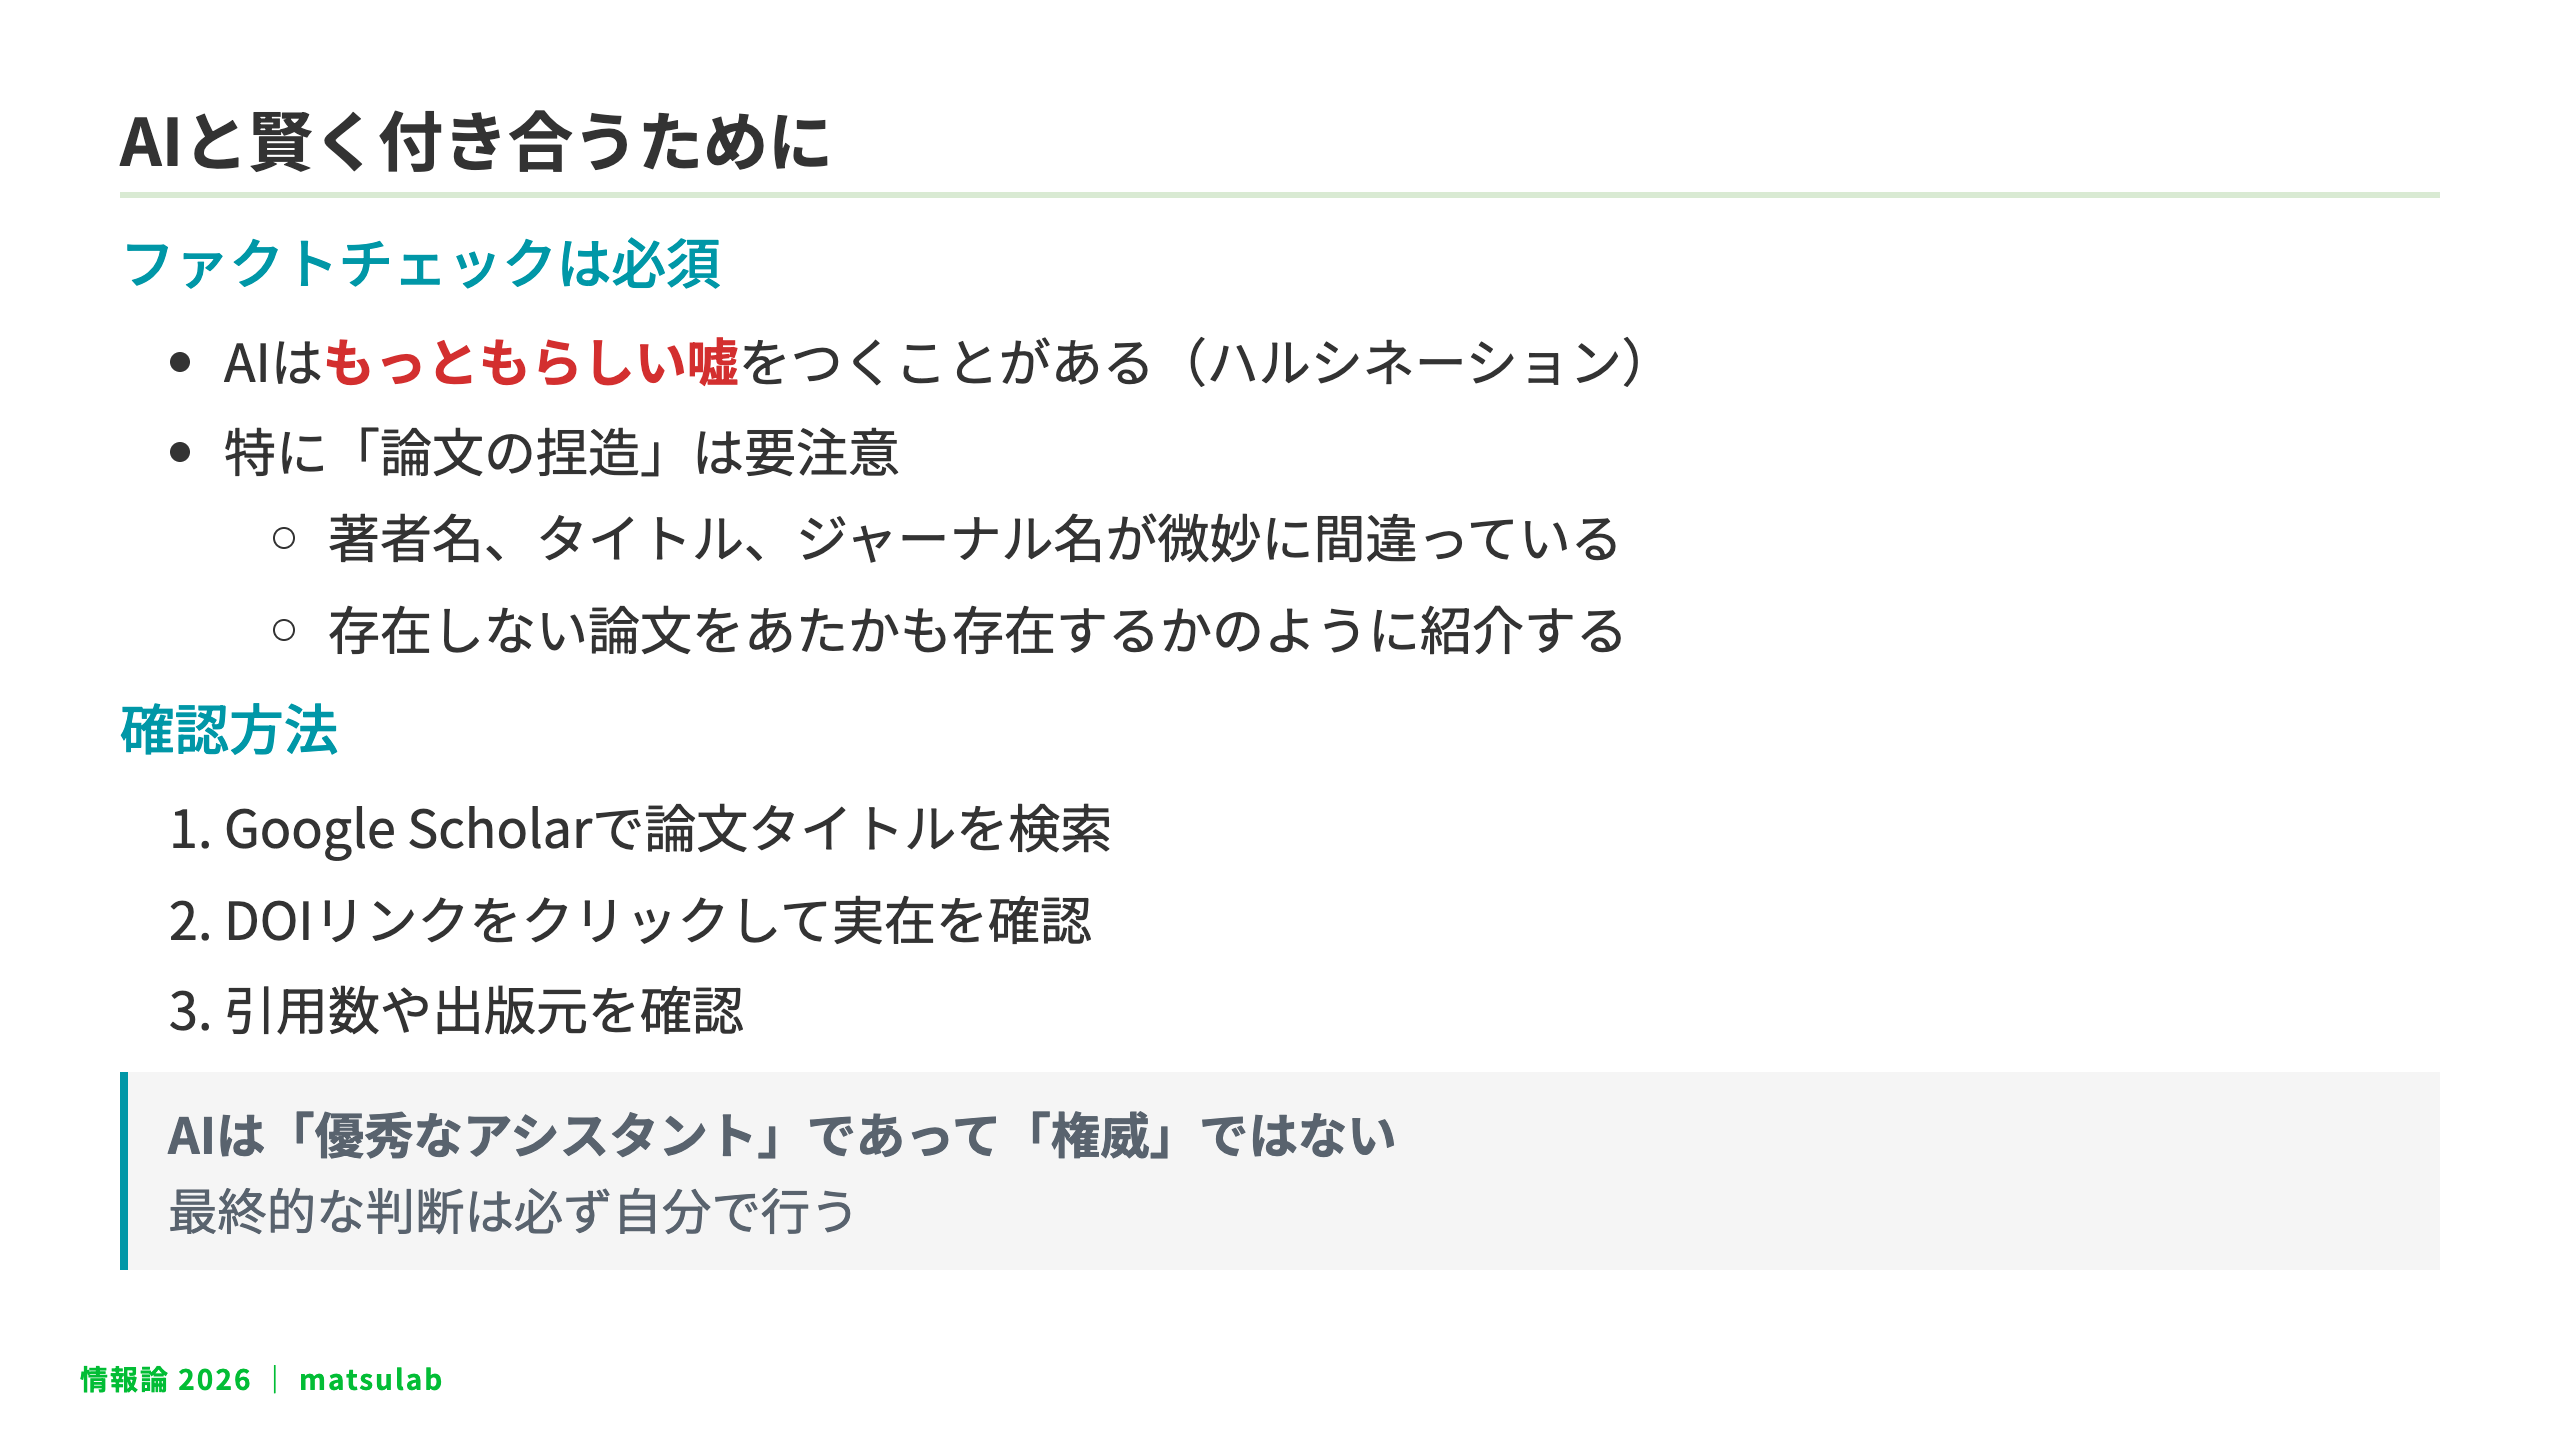 AIと賢く付き合うために
ファクトチェックは必須
● AIはもっともらしい嘘をつくことがある（ハルシネーション）
● 特に「論文の捏造」は要注意
○ 著者名、タイトル、ジャーナル名が微妙に間違っている
○ 存在しない論文をあたかも存在するかのように紹介する
確認方法
1. Google Scholarで論文タイトルを検索
2. DOIリンクをクリックして実在を確認
3. 引用数や出版元を確認
AIは「優秀なアシスタント」であって「権威」ではない
最終的な判断は必ず自分で行う
情報論 2026 ｜ matsulab